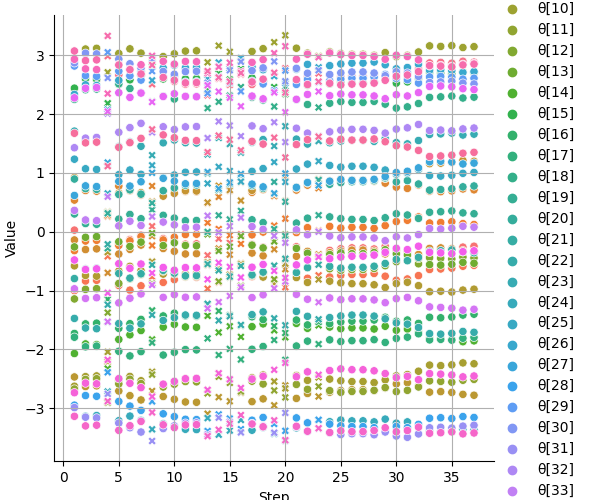 Value
3
2
1
0
−1
−2
−3
0
5
10
15
20
25
30
35
Step
θ[10]
θ[11]
θ[12]
θ[13]
θ[14]
θ[15]
θ[16]
θ[17]
θ[18]
θ[19]
θ[20]
θ[21]
θ[22]
θ[23]
θ[24]
θ[25]
θ[26]
θ[27]
θ[28]
θ[29]
θ[30]
θ[31]
θ[32]
θ[33]